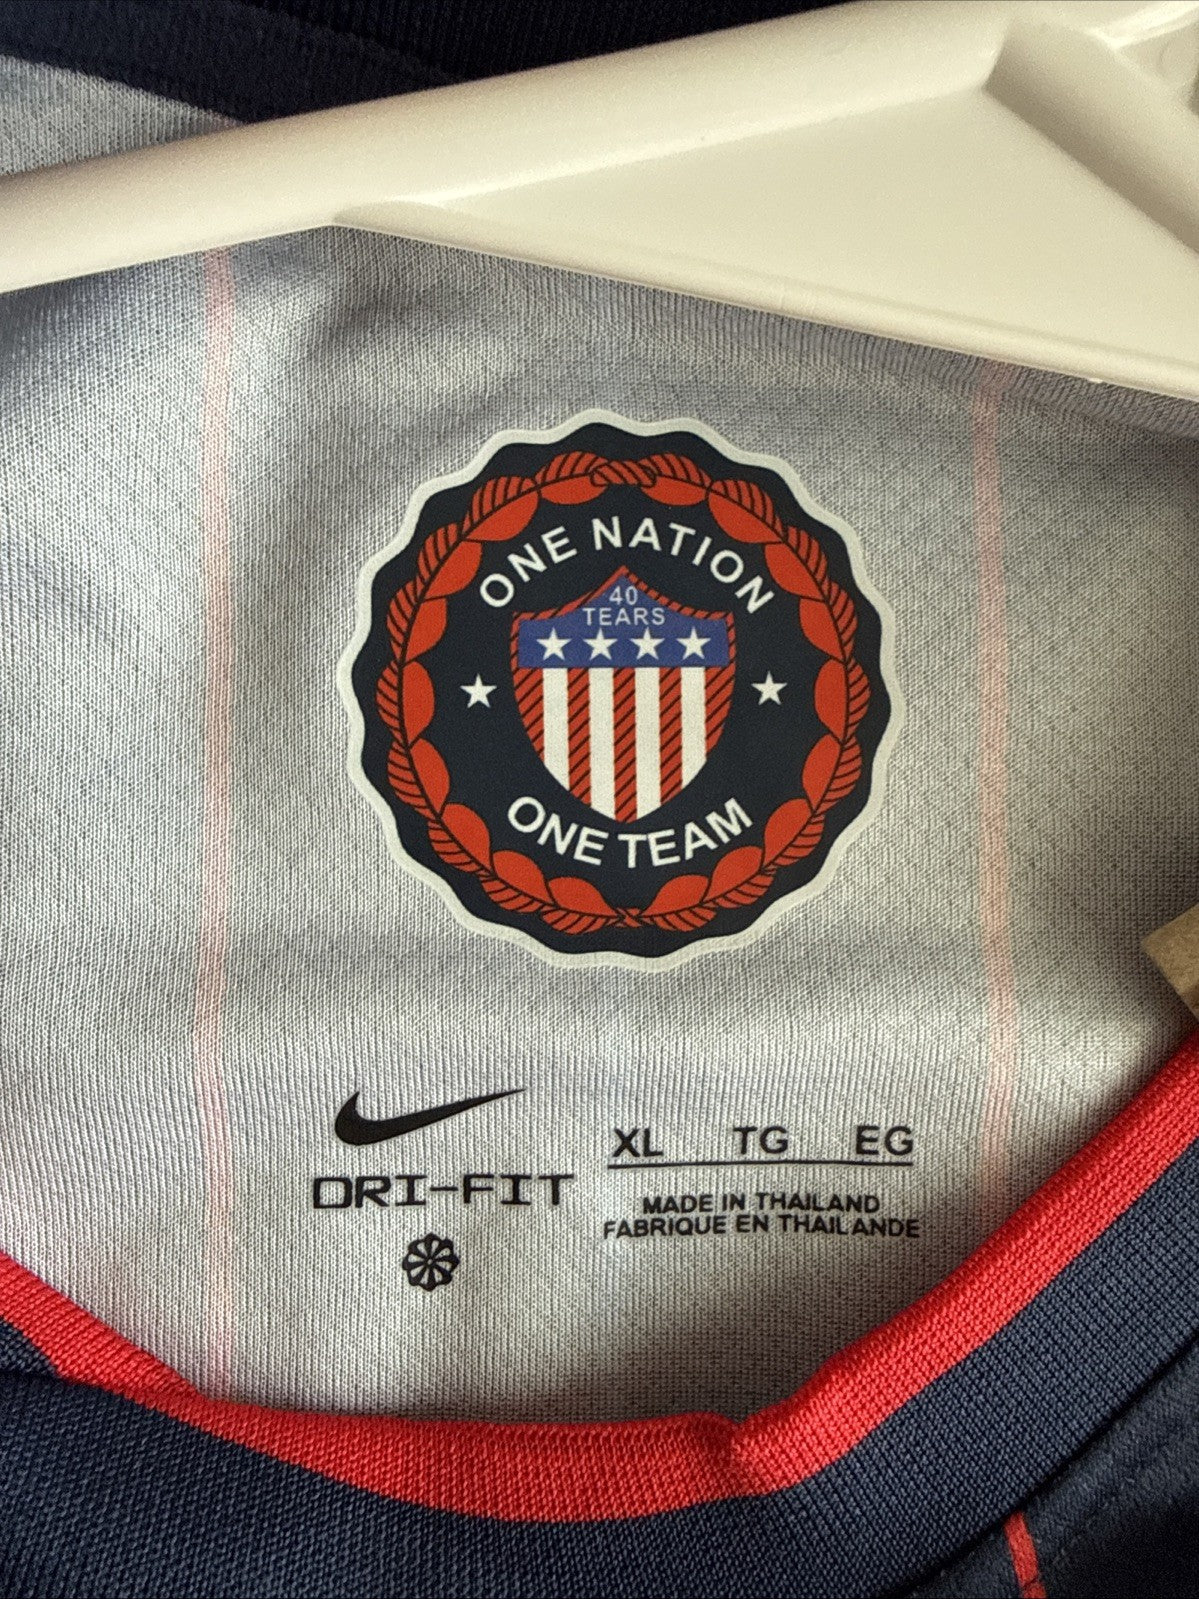 ONE NATION
40
TEARS
ONE TEAM
DRI-FIT
XL TG EG
MADE IN THAILAND
FABRIQUE EN THAILANDE